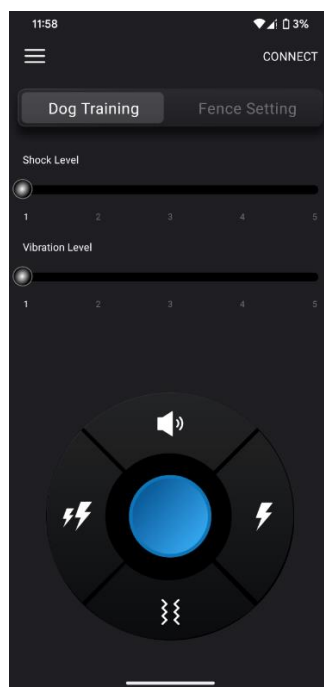 11:58 3%
CONNECT
Dog Training Fence Setting
Shock Level
1 2 3 4 5
Vibration Level
1 2 3 4 5